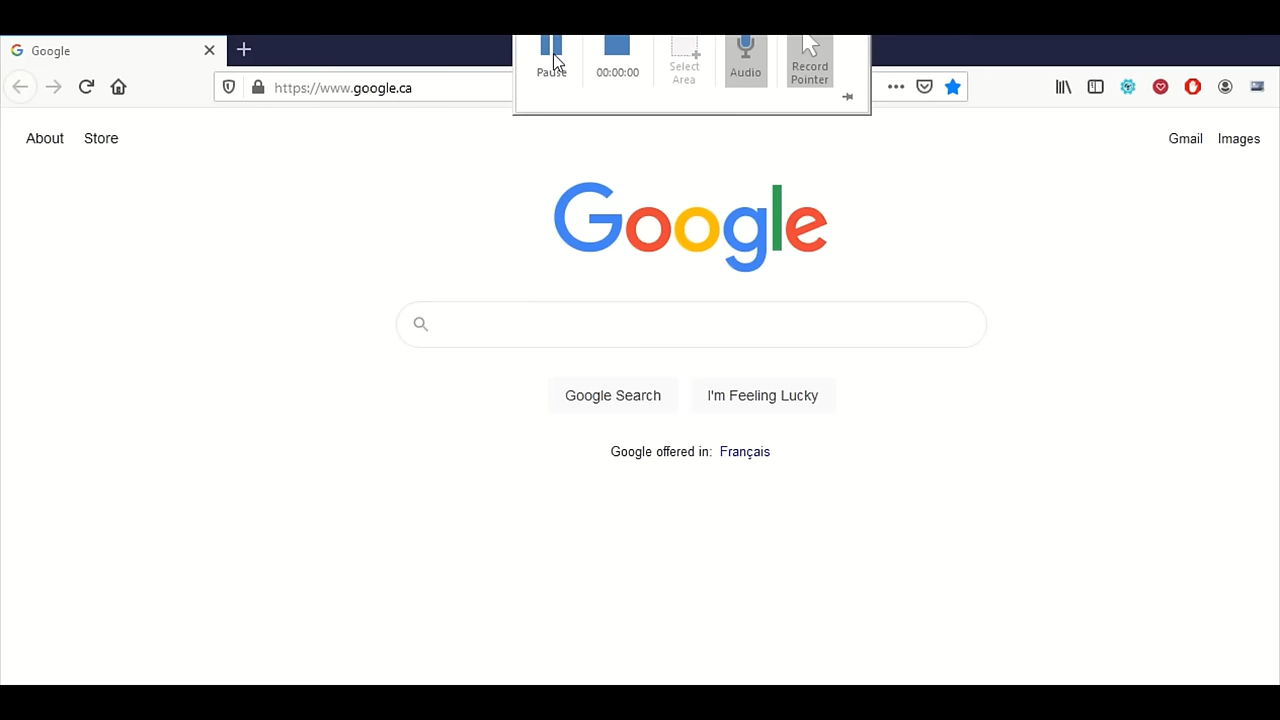 Google
Pause
00:00:00
Select
Area
Audio
Record
Pointer
https://www.google.ca
About Store
Gmail Images
Google
Google Search I'm Feeling Lucky
Google offered in: Français